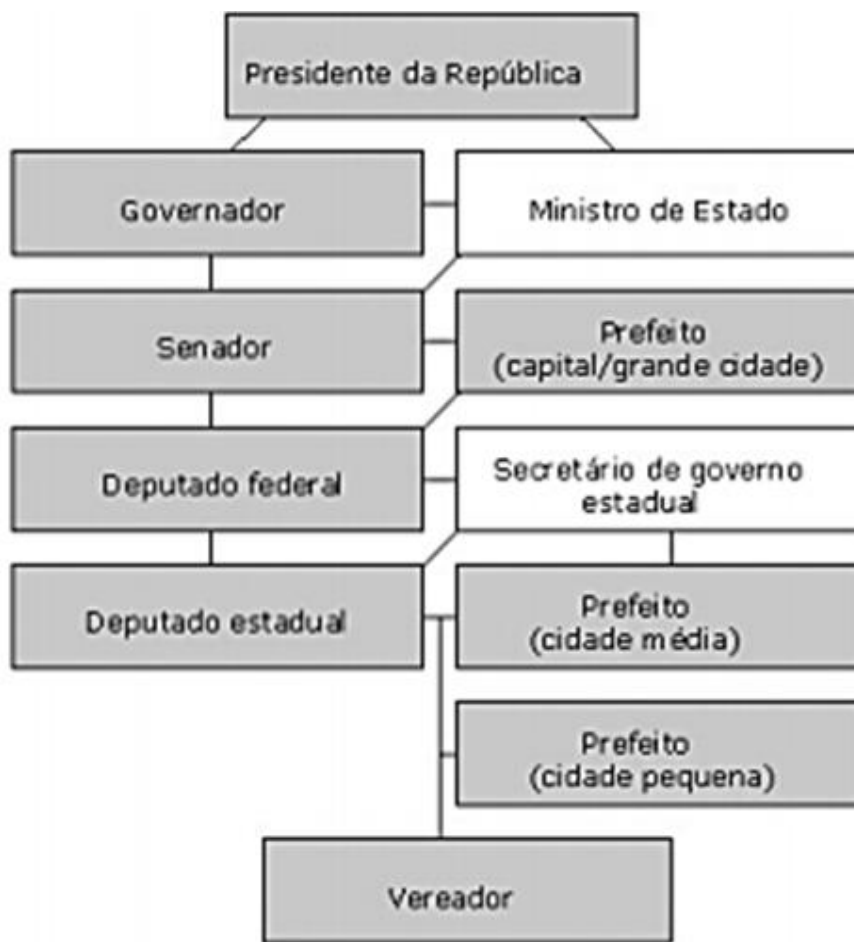 Presidente da República
Governador
Ministro de Estado
Senador
Prefeito
(capital/grande cidade)
Deputado federal
Secretário de governo
estadual
Deputado estadual
Prefeito
(cidade média)
Prefeito
(cidade pequena)
Vereador